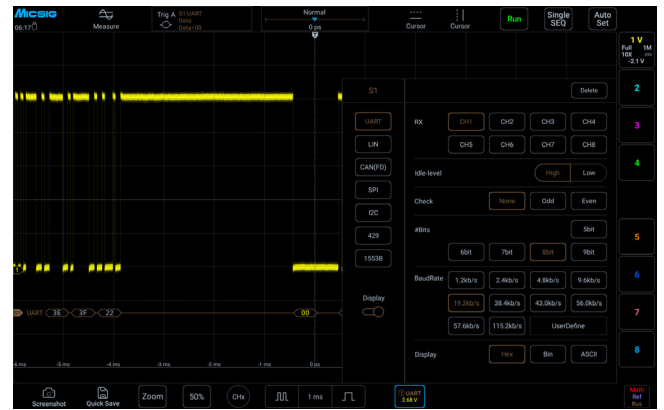 Micsig
06:17
Measure
Trig A S1:UART
Data
Data=00
Normal
0 ps
Cursor
Cursor
Run
Single
SEQ
Auto
Set
1 V
Full 1M
10X
-2.1 V
S1
Delete
2
UART
RX
CH1
CH2
CH3
CH4
3
LIN
CH5
CH6
CH7
CH8
CAN(FD)
Idle-level
High
Low
4
SPI
Check
None
Odd
Even
I2C
#Bits
5bit
429
5
6bit
7bit
8bit
9bit
1553B
1
BaudRate
1.2kb/s
2.4kb/s
4.8kb/s
9.6kb/s
6
Display
19.2kb/s
38.4kb/s
43.0kb/s
56.0kb/s
S1 UART 3E 3F 22 00
57.6kb/s
115.2kb/s
UserDefine
7
Display
Hex
Bin
ASCII
8
-6 ms
-5 ms
-4 ms
-3 ms
-2 ms
-1 ms
0 ps
Screenshot
Quick Save
Zoom
50%
CHx
1 ms
UART
2.68 V
Math
Ref
Bus